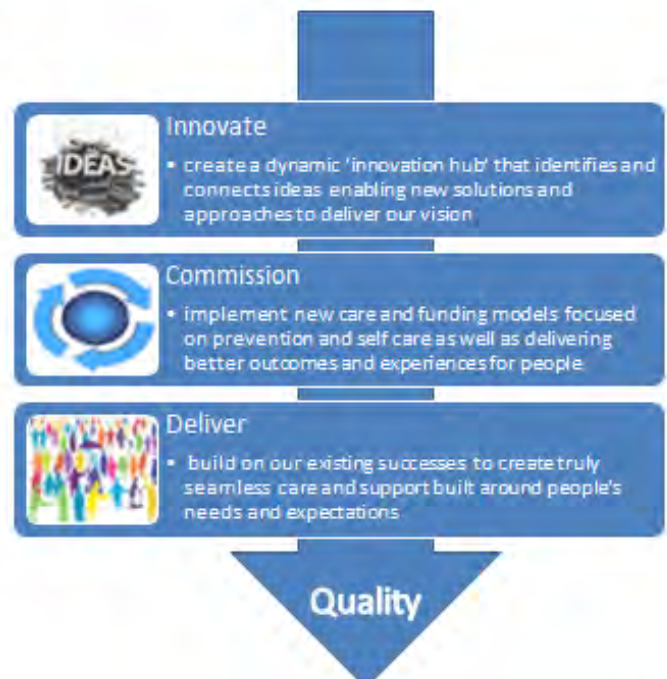 Innovate
IDEAS
▪ create a dynamic 'innovation hub' that identifies and
connects ideas enabling new solutions and
approaches to deliver our vision
Commission
▪ implement new care and funding models focused
on prevention and self care as well as delivering
better outcomes and experiences for people
Deliver
▪ build on our existing successes to create truly
seamless care and support built around people's
needs and expectations
Quality